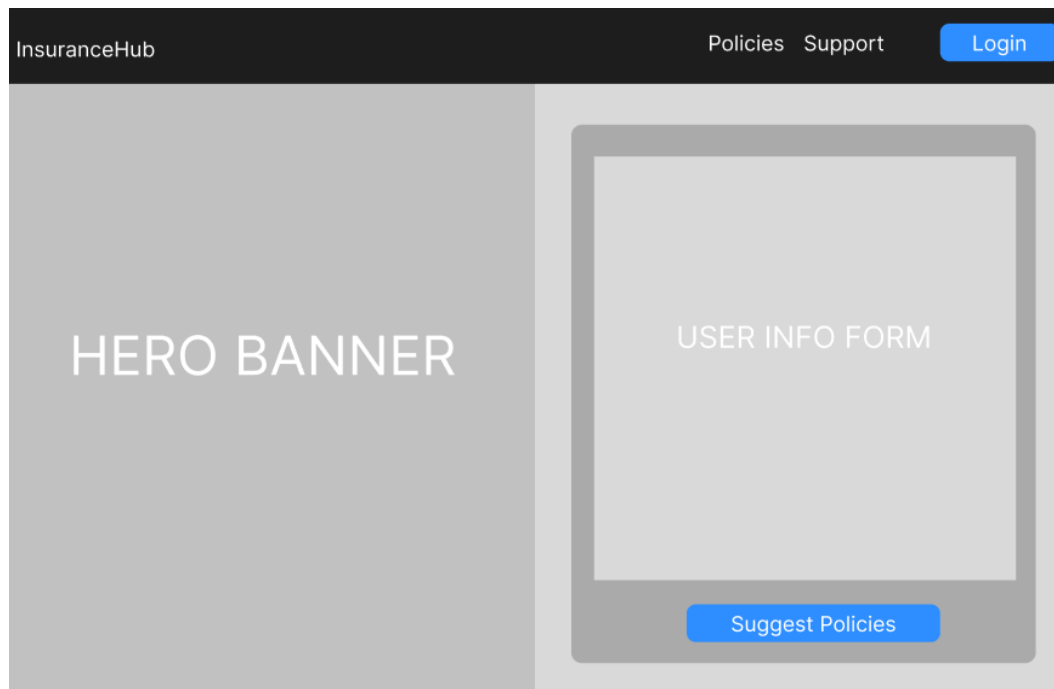 InsuranceHub
Policies Support Login
HERO BANNER
USER INFO FORM
Suggest Policies